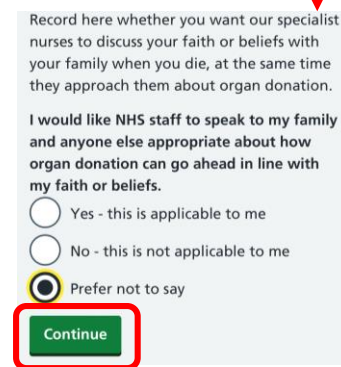 Record here whether you want our specialist
nurses to discuss your faith or beliefs with
your family when you die, at the same time
they approach them about organ donation.
I would like NHS staff to speak to my family
and anyone else appropriate about how
organ donation can go ahead in line with
my faith or beliefs.
Yes - this is applicable to me
No - this is not applicable to me
Prefer not to say
Continue